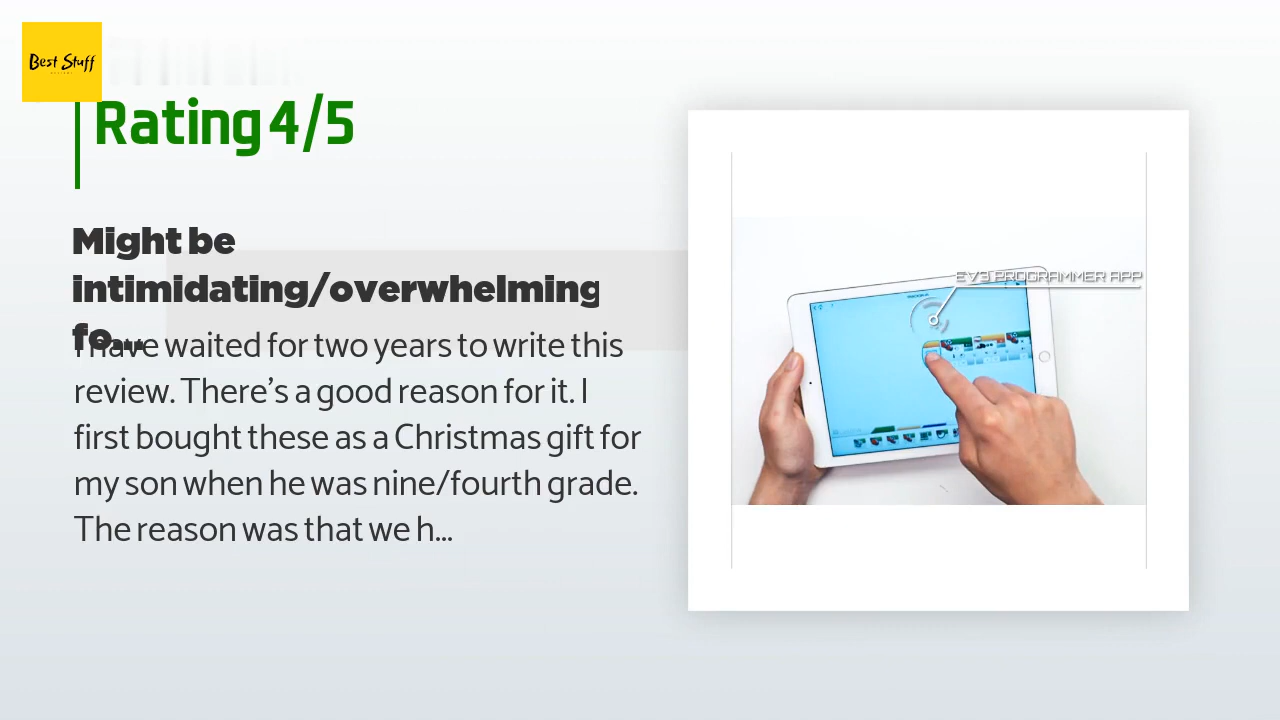 Best Stuff
Rating 4/5
Might be
intimidating/overwhelming
fo...
I have waited for two years to write this
review. There's a good reason for it. I
first bought these as a Christmas gift for
my son when he was nine/fourth grade.
The reason was that we h...
EV3 PROGRAMMER APP